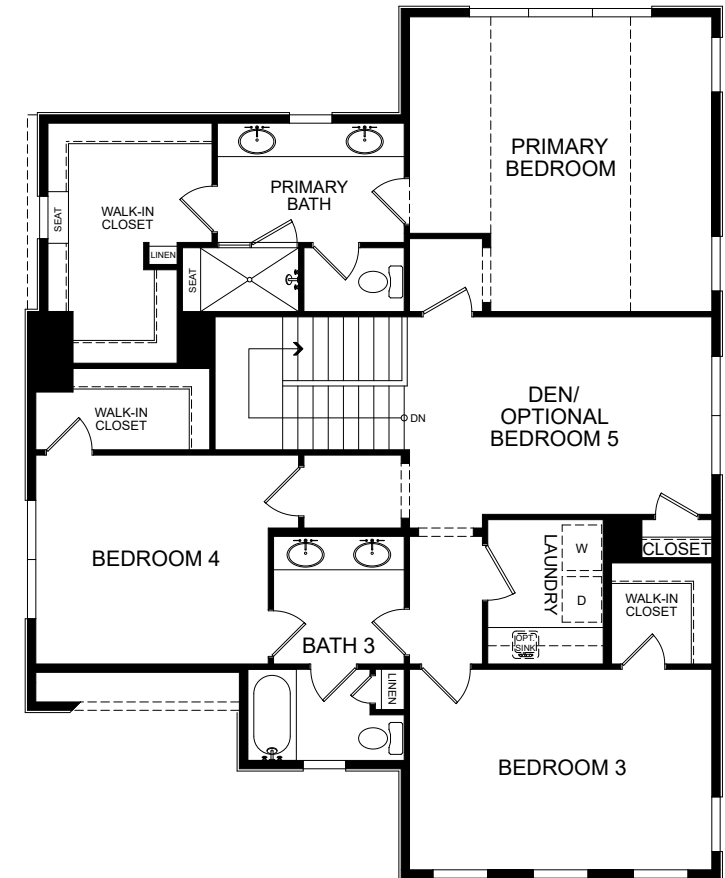 PRIMARY
BEDROOM
PRIMARY
BATH
WALK-IN
CLOSET
SEAT
LINEN
SEAT
DN
DEN/
OPTIONAL
BEDROOM 5
WALK-IN
CLOSET
BEDROOM 4
LAUNDRY
W
D
OPT.
SINK
CLOSET
WALK-IN
CLOSET
BATH 3
LINEN
BEDROOM 3